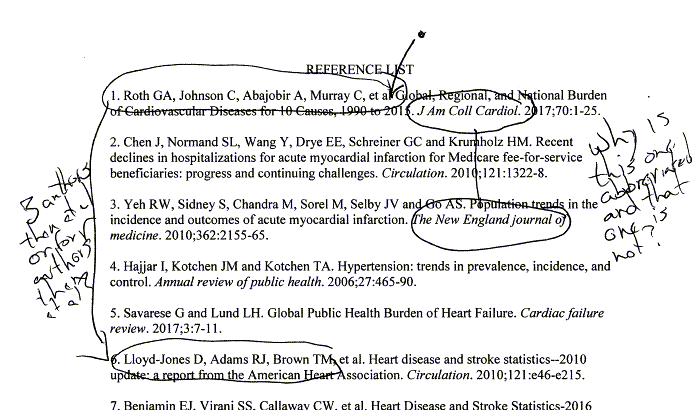 REFERENCE LIST
1. Roth GA, Johnson C, Abajobir A, Murray C, et al Global, Regional, and National Burden
of Cardiovascular Diseases for 10 Causes, 1990 to 2015. J Am Coll Cardiol. 2017;70:1-25.
2. Chen J, Normand SL, Wang Y, Drye EE, Schreiner GC and Krumholz HM. Recent
declines in hospitalizations for acute myocardial infarction for Medicare fee-for-service
beneficiaries: progress and continuing challenges. Circulation. 2010;121:1322-8.
3. Yeh RW, Sidney S, Chandra M, Sorel M, Selby JV and Go AS. Population trends in the
incidence and outcomes of acute myocardial infarction. The New England journal of
medicine. 2010;362:2155-65.
4. Hajjar I, Kotchen JM and Kotchen TA. Hypertension: trends in prevalence, incidence, and
control. Annual review of public health. 2006;27:465-90.
5. Savarese G and Lund LH. Global Public Health Burden of Heart Failure. Cardiac failure
review. 2017;3:7-11.
6. Lloyd-Jones D, Adams RJ, Brown TM, et al. Heart disease and stroke statistics--2010
update: a report from the American Heart Association. Circulation. 2010;121:e46-e215.
7. Benjamin EJ, Virani SS, Callaway CW, et al. Heart Disease and Stroke Statistics-2016
3 authors
then et al
or four
authors
then
et al
why is
this one
and that
one is
not?